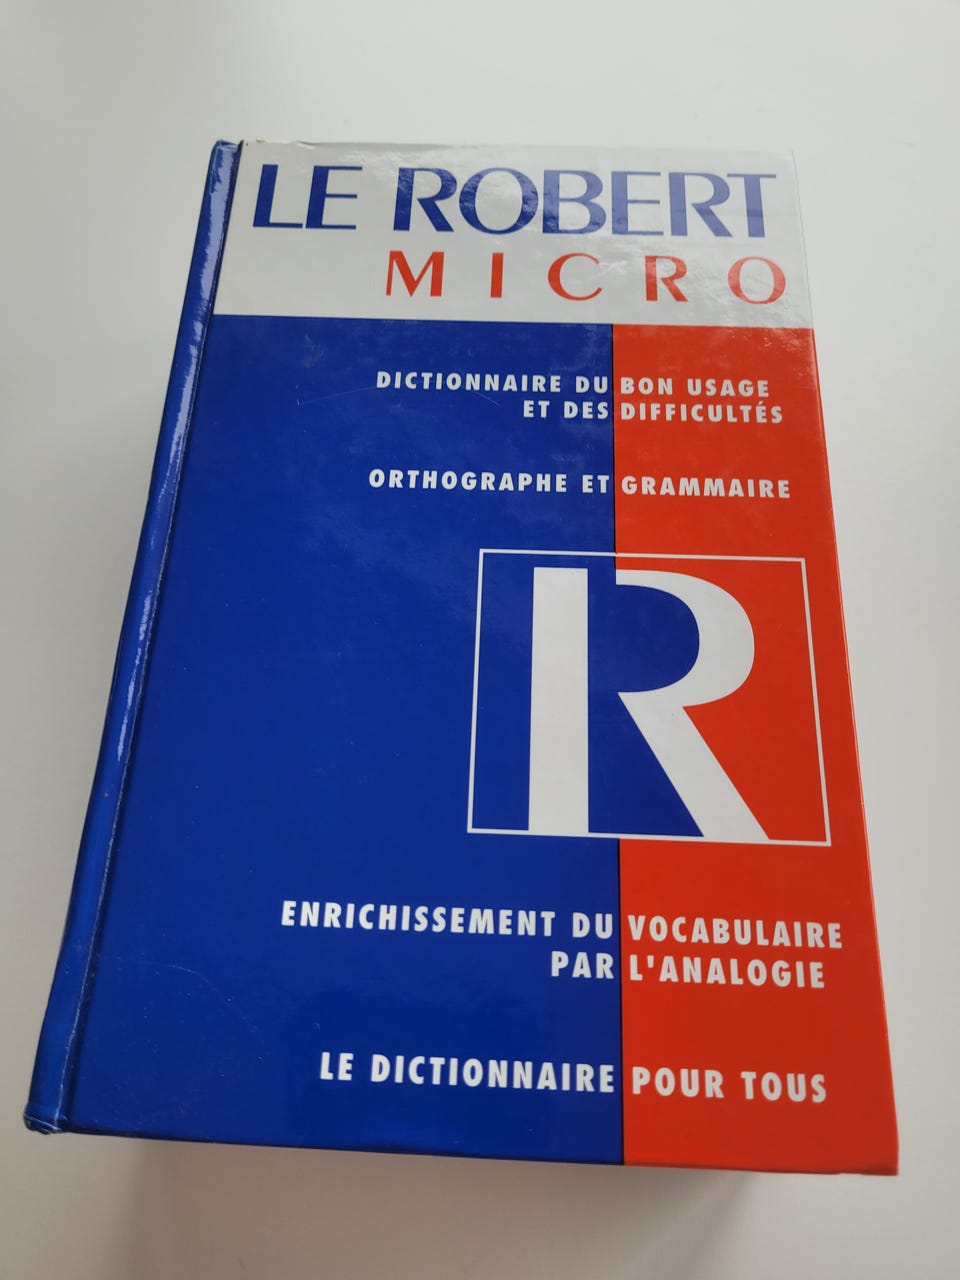 LE ROBERT
MICRO
DICTIONNAIRE DU BON USAGE
ET DES DIFFICULTÉS
ORTHOGRAPHE ET GRAMMAIRE
R
ENRICHISSEMENT DU VOCABULAIRE
PAR L'ANALOGIE
LE DICTIONNAIRE POUR TOUS